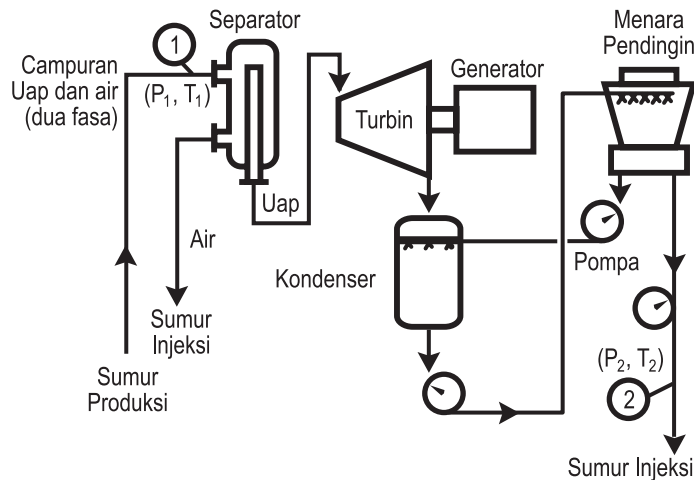 Separator
1
Campuran
Uap dan air
(dua fasa)
(P₁, T₁)
Menara
Pendingin
Generator
Turbin
Uap
Air
Kondenser
Pompa
Sumur
Injeksi
Sumur
Produksi
(P₂, T₂)
2
Sumur Injeksi